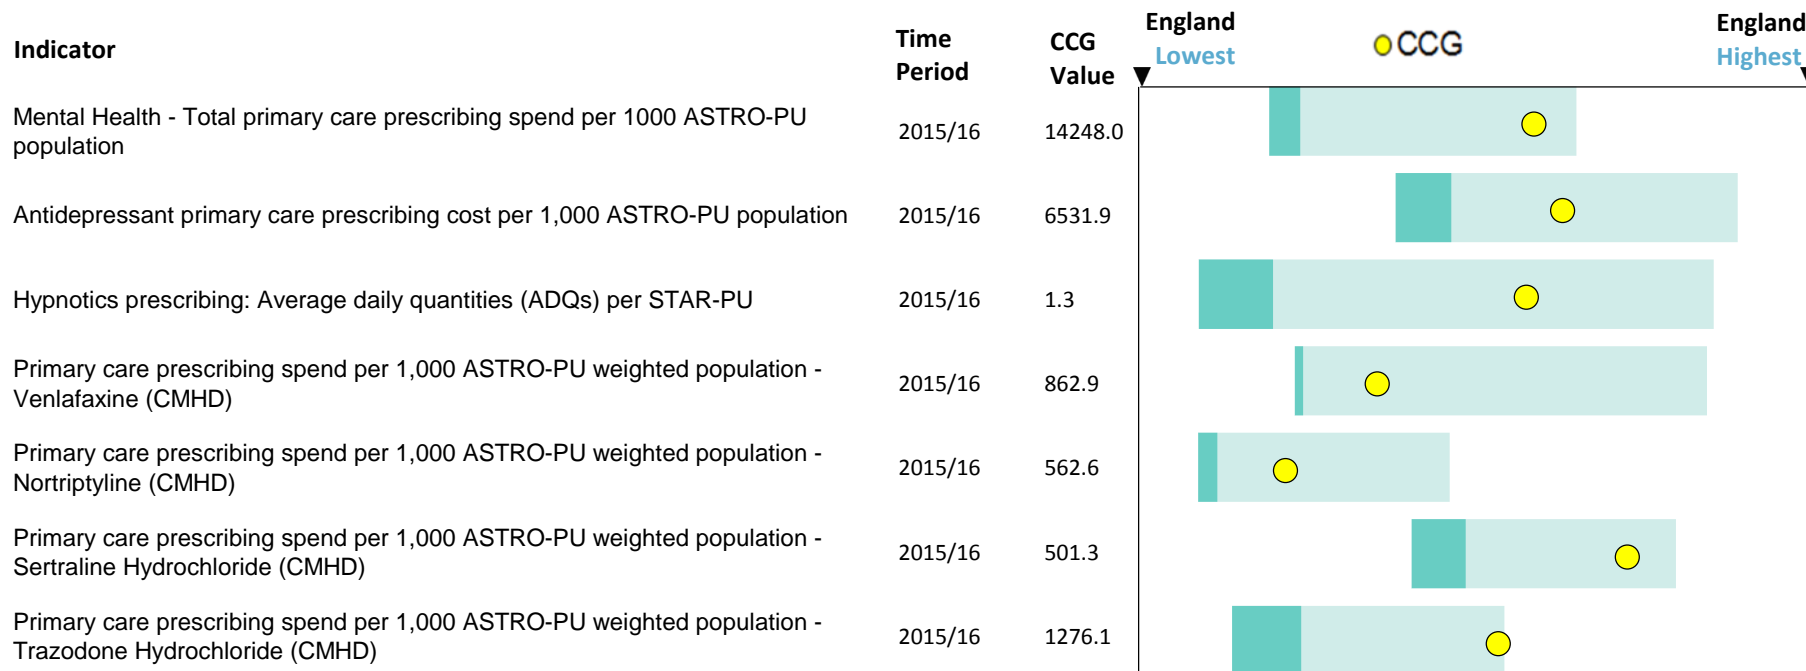 Indicator
Time Period
CCG Value
England Lowest
CCG
England Highest
Mental Health - Total primary care prescribing spend per 1000 ASTRO-PU
population
2015/16
14248.0
Antidepressant primary care prescribing cost per 1,000 ASTRO-PU population
2015/16
6531.9
Hypnotics prescribing: Average daily quantities (ADQs) per STAR-PU
2015/16
1.3
Primary care prescribing spend per 1,000 ASTRO-PU weighted population -
Venlafaxine (CMHD)
2015/16
862.9
Primary care prescribing spend per 1,000 ASTRO-PU weighted population -
Nortriptyline (CMHD)
2015/16
562.6
Primary care prescribing spend per 1,000 ASTRO-PU weighted population -
Sertraline Hydrochloride (CMHD)
2015/16
501.3
Primary care prescribing spend per 1,000 ASTRO-PU weighted population -
Trazodone Hydrochloride (CMHD)
2015/16
1276.1